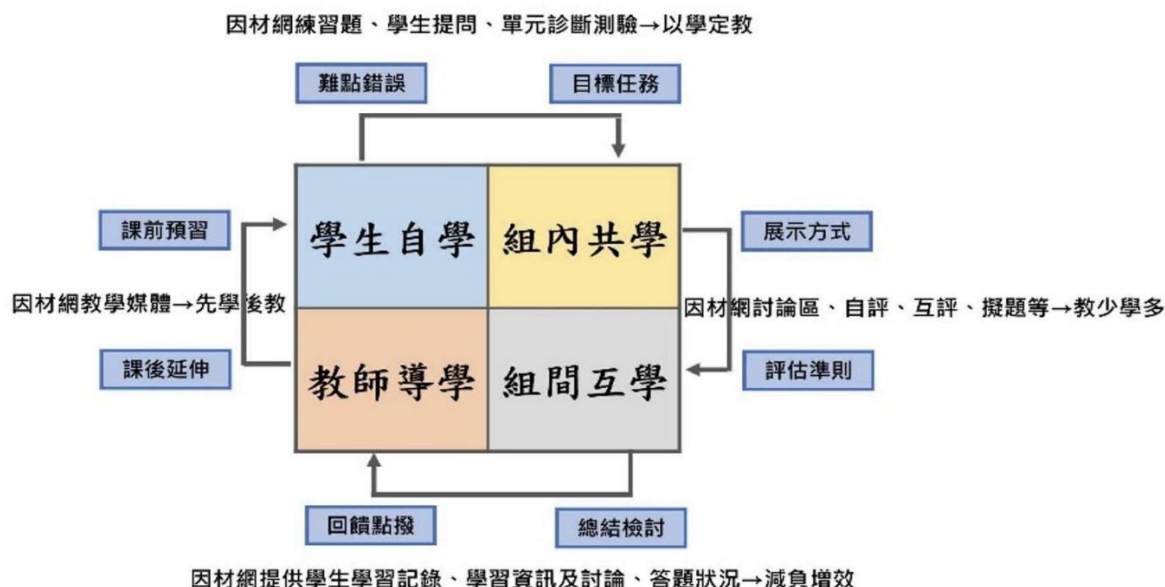 因材網練習題、學生提問、單元診斷測驗→以學定教
難點錯誤
目標任務
學生自學
組內共學
課前預習
展示方式
因材網教學媒體→先學後教
因材網討論區、自評、互評、擬題等→教少學多
課後延伸
教師導學
組間互學
評估準則
回饋點撥
總結檢討
因材網提供學生學習記錄、學習資訊及討論、答題狀況→減負增效